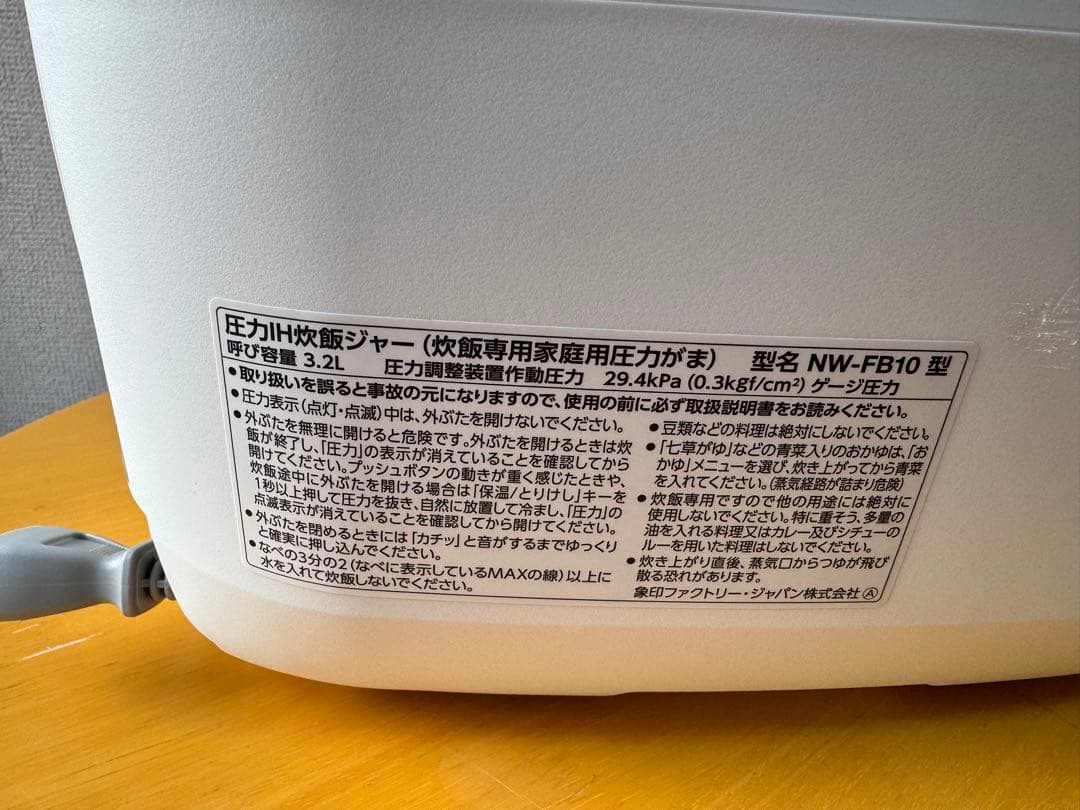 圧力IH炊飯ジャー(炊飯専用家庭用圧力がま) 型名 NW-FB10 型
呼び容量 3.2L 圧力調整装置作動圧力 29.4kPa (0.3kgf/cm²) ゲージ圧力
●取り扱いを誤ると事故の元になりますので、使用の前に必ず取扱説明書をお読みください。
●圧力表示(点灯・点滅)中は、外ぶたを開けないでください。
●外ぶたを無理に開けると危険です。外ぶたを開けるときは炊
飯が終了し、「圧力」の表示が消えていることを確認してから
開けてください。プッシュボタンの動きが重く感じたときや、
炊飯途中に外ぶたを開ける場合は「保温/とりけし」キーを
1秒以上押して圧力を抜き、自然に放置して冷まし、「圧力」の
点滅表示が消えていることを確認してから開けてください。
●外ぶたを閉めるときには「カチッ」と音がするまでゆっくり
と確実に押し込んでください。
●なべの3分の2(なべに表示しているMAXの線)以上に
水を入れて炊飯しないでください。
●豆類などの料理は絶対にしないでください。
●「七草がゆ」などの青菜入りのおかゆは、「お
かゆ」メニューを選び、炊き上がってから青菜
を入れてください。(蒸気経路が詰まり危険)
●炊飯専用ですので他の用途には絶対に
使用しないでください。特に重そう、多量の
油を入れる料理又はカレー及びシチューの
ルーを用いた料理はしないでください。
●炊き上がり直後、蒸気口からつゆが飛び
散る恐れがあります。
象印ファクトリー・ジャパン株式会社 Ⓐ